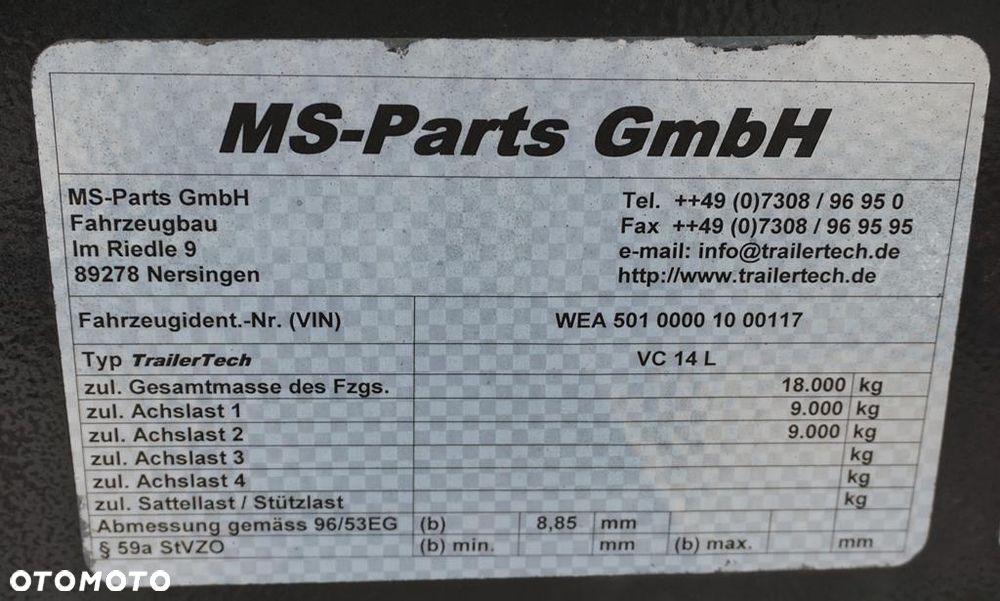 MS-Parts GmbH
MS-Parts GmbH
Fahrzeugbau
Im Riedle 9
89278 Nersingen
Tel. ++49 (0)7308 / 96 95 0
Fax ++49 (0)7308 / 96 95 95
e-mail: info@trailertech.de
http://www.trailertech.de
Fahrzeugident.-Nr. (VIN) WEA 501 0000 10 00117
Typ TrailerTech VC 14 L
zul. Gesamtmasse des Fzgs. 18.000 kg
zul. Achslast 1 9.000 kg
zul. Achslast 2 9.000 kg
zul. Achslast 3 kg
zul. Achslast 4 kg
zul. Sattellast / Stützlast kg
Abmessung gemäss 96/53EG (b) 8,85 mm
§ 59a StVZO (b) min. mm (b) max. mm
OTOMOTO